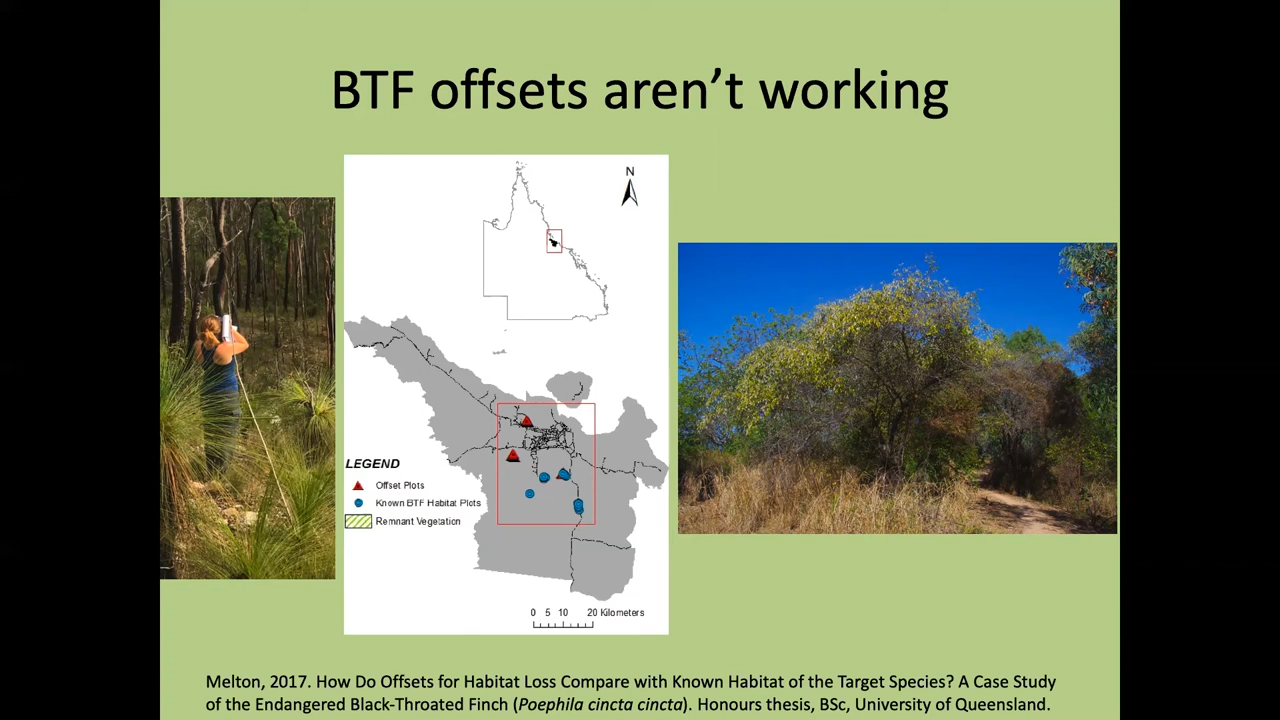 BTF offsets aren’t working
N
LEGEND
Offset Plots
Known BTF Habitat Plots
Remnant Vegetation
0 5 10 20 Kilometers
Melton, 2017. How Do Offsets for Habitat Loss Compare with Known Habitat of the Target Species? A Case Study
of the Endangered Black-Throated Finch (Poephila cincta cincta). Honours thesis, BSc, University of Queensland.